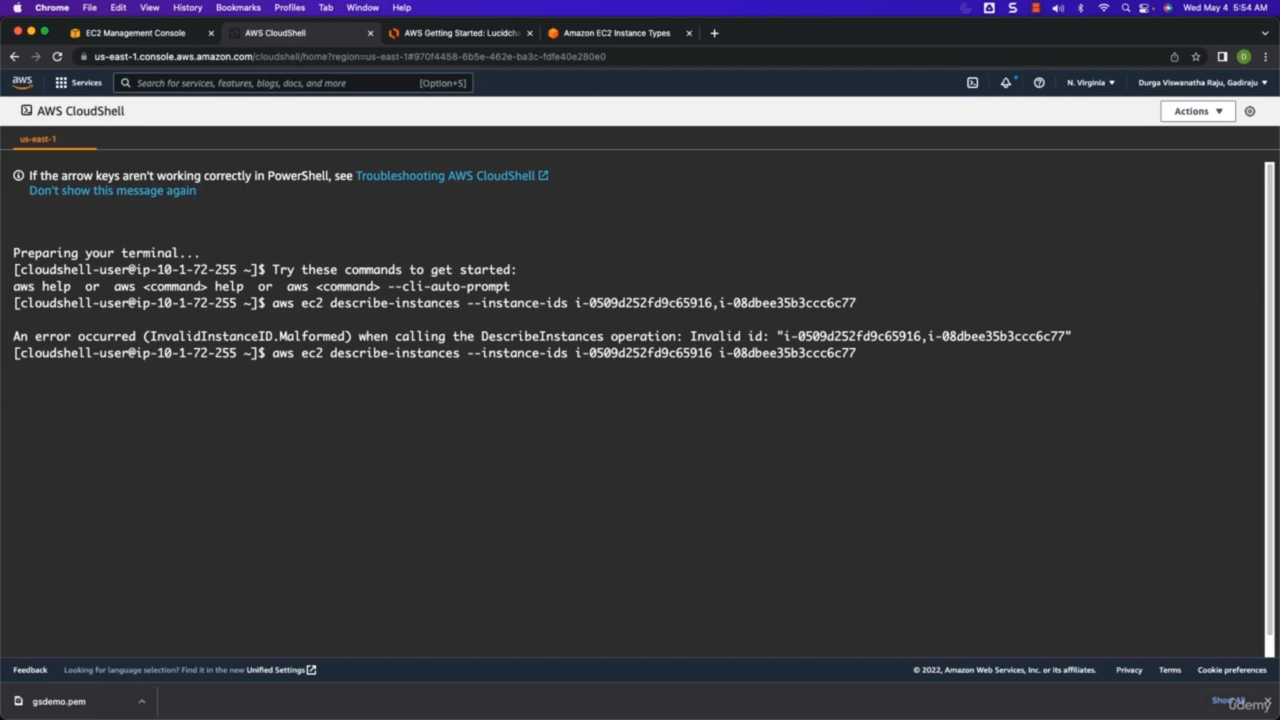 Chrome File Edit View History Bookmarks Profiles Tab Window Help Wed May 4 5:54 AM
EC2 Management Console AWS CloudShell AWS Getting Started: Lucidch Amazon EC2 Instance Types
us-east-1.console.aws.amazon.com/cloudshell/home?region=us-east-1#970f4458-6b5e-462e-ba3c-fdfe40e280e0
aws Services Search for services, features, blogs, docs, and more [Option+S] N. Virginia Durga Viswanatha Raju, Gadiraju
AWS CloudShell Actions
us-east-1
If the arrow keys aren't working correctly in PowerShell, see Troubleshooting AWS CloudShell
Don't show this message again
Preparing your terminal...
[cloudshell-user@ip-10-1-72-255 ~]$ Try these commands to get started:
aws help or aws <command> help or aws <command> --cli-auto-prompt
[cloudshell-user@ip-10-1-72-255 ~]$ aws ec2 describe-instances --instance-ids i-0509d252fd9c65916,i-08dbee35b3ccc6c77
An error occurred (InvalidInstanceID.Malformed) when calling the DescribeInstances operation: Invalid id: "i-0509d252fd9c65916,i-08dbee35b3ccc6c77"
[cloudshell-user@ip-10-1-72-255 ~]$ aws ec2 describe-instances --instance-ids i-0509d252fd9c65916 i-08dbee35b3ccc6c77
Feedback Looking for language selection? Find it in the new Unified Settings © 2022, Amazon Web Services, Inc. or its affiliates. Privacy Terms Cookie preferences
gsdemo.pem Show All
udemy